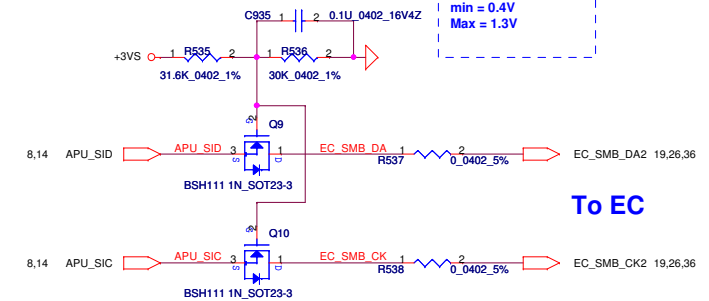 min = 0.4V
C935 1 2 0.1U_0402_16V4Z
Max = 1.3V
+3VS 1 R535 2 1 R536 2
31.6K_0402_1% 30K_0402_1%
2
G
Q9
8,14 APU_SID APU_SID 3 1 EC_SMB_DA 1 2 EC_SMB_DA2 19,26,36
S D R537 0_0402_5%
BSH111 1N_SOT23-3
To EC
2
G
Q10
8,14 APU_SIC APU_SIC 3 1 EC_SMB_CK 1 2 EC_SMB_CK2 19,26,36
S D R538 0_0402_5%
BSH111 1N_SOT23-3